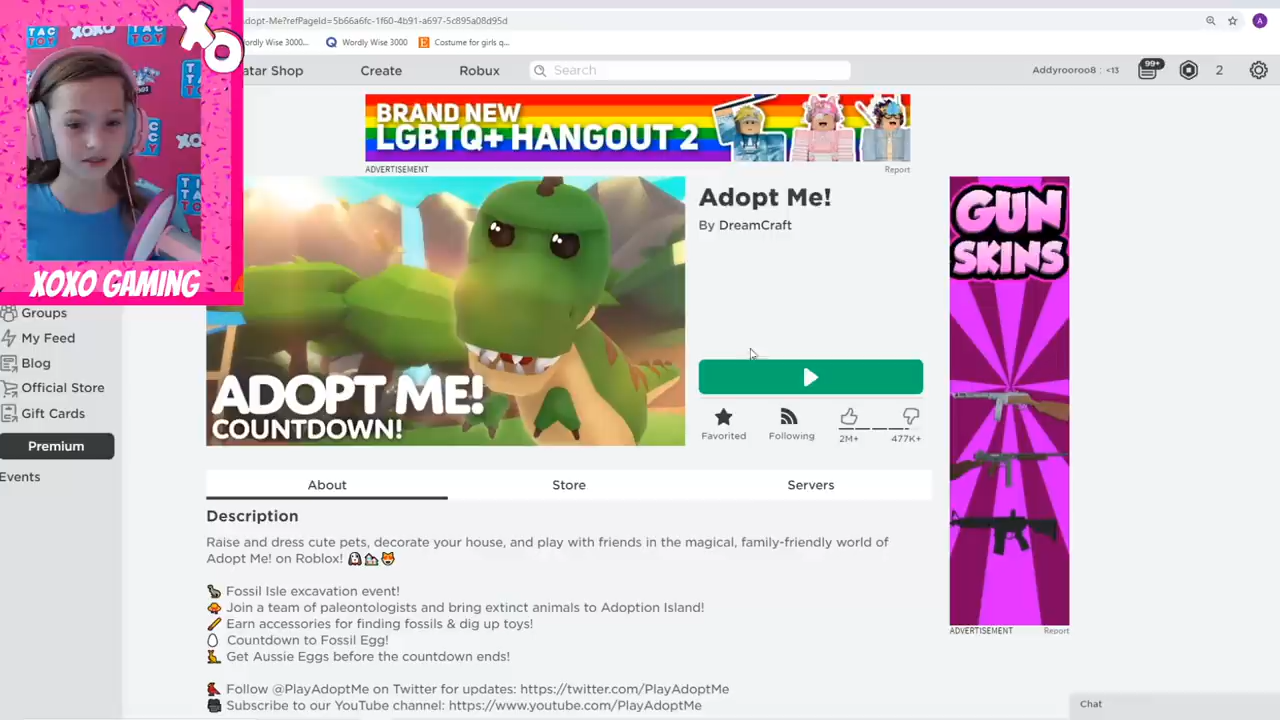 XO
TAC
TOY
XOXO
TAC
TOY
XOXO GAMING
dopt-Me?refPageId=5b66a6fc-1f60-4b91-a697-5c895a08d95d
A
ordly Wise 3000...
Q Wordly Wise 3000
E Costume for girls q...
atar Shop
Create
Robux
Search
Addyrooroo8 : <13
99+
2
BRAND NEW
LGBTQ+ HANGOUT 2
ADVERTISEMENT
Report
ADOPT ME!
COUNTDOWN!
Adopt Me!
By DreamCraft
Favorited
Following
2M+
477K+
GUN
SKINS
ADVERTISEMENT
Report
Groups
My Feed
Blog
Official Store
Gift Cards
Premium
Events
About
Store
Servers
Description
Raise and dress cute pets, decorate your house, and play with friends in the magical, family-friendly world of
Adopt Me! on Roblox! 🐶🏡😻
🦕 Fossil Isle excavation event!
Join a team of paleontologists and bring extinct animals to Adoption Island!
Earn accessories for finding fossils & dig up toys!
🥚 Countdown to Fossil Egg!
🦘 Get Aussie Eggs before the countdown ends!
Follow @PlayAdoptMe on Twitter for updates: https://twitter.com/PlayAdoptMe
🎥 Subscribe to our YouTube channel: https://www.youtube.com/PlayAdoptMe
Chat